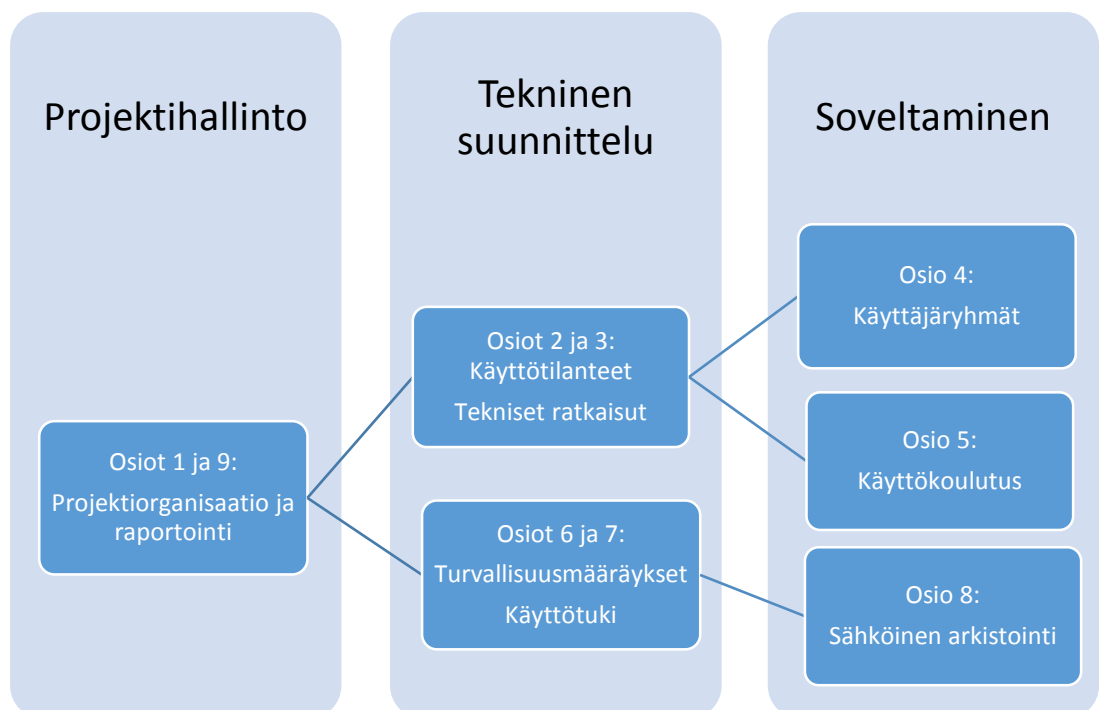 Projektihallinto
Osiot 1 ja 9:
Projektiorganisaatio ja
raportointi
Tekninen
suunnittelu
Osiot 2 ja 3:
Käyttötilanteet
Tekniset ratkaisut
Osiot 6 ja 7:
Turvallisuusmääräykset
Käyttötuki
Soveltaminen
Osio 4:
Käyttäjäryhmät
Osio 5:
Käyttökoulutus
Osio 8:
Sähköinen arkistointi